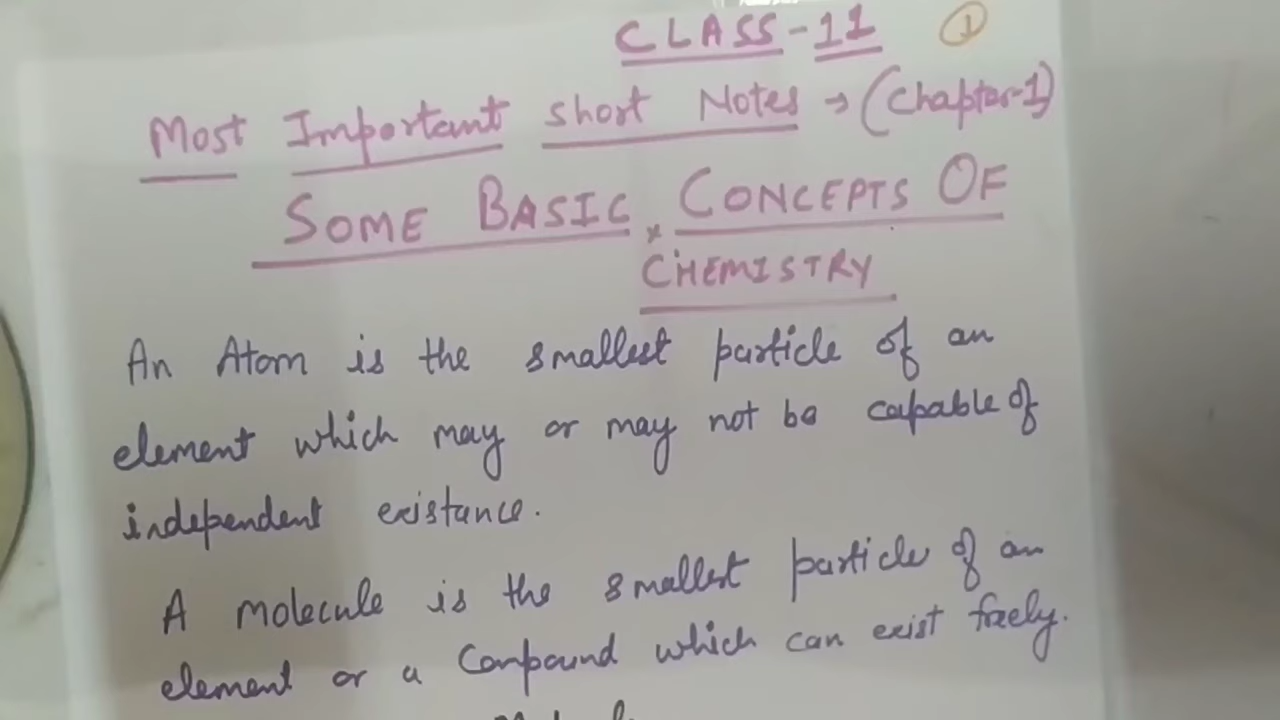 CLASS-11 1
Most Important short Notes → (Chapter-1)
SOME BASIC CONCEPTS OF
CHEMISTRY
An Atom is the smallest particle of an
element which may or may not be capable of
independent existance.
A molecule is the smallest particle of an
element or a compound which can exist freely.